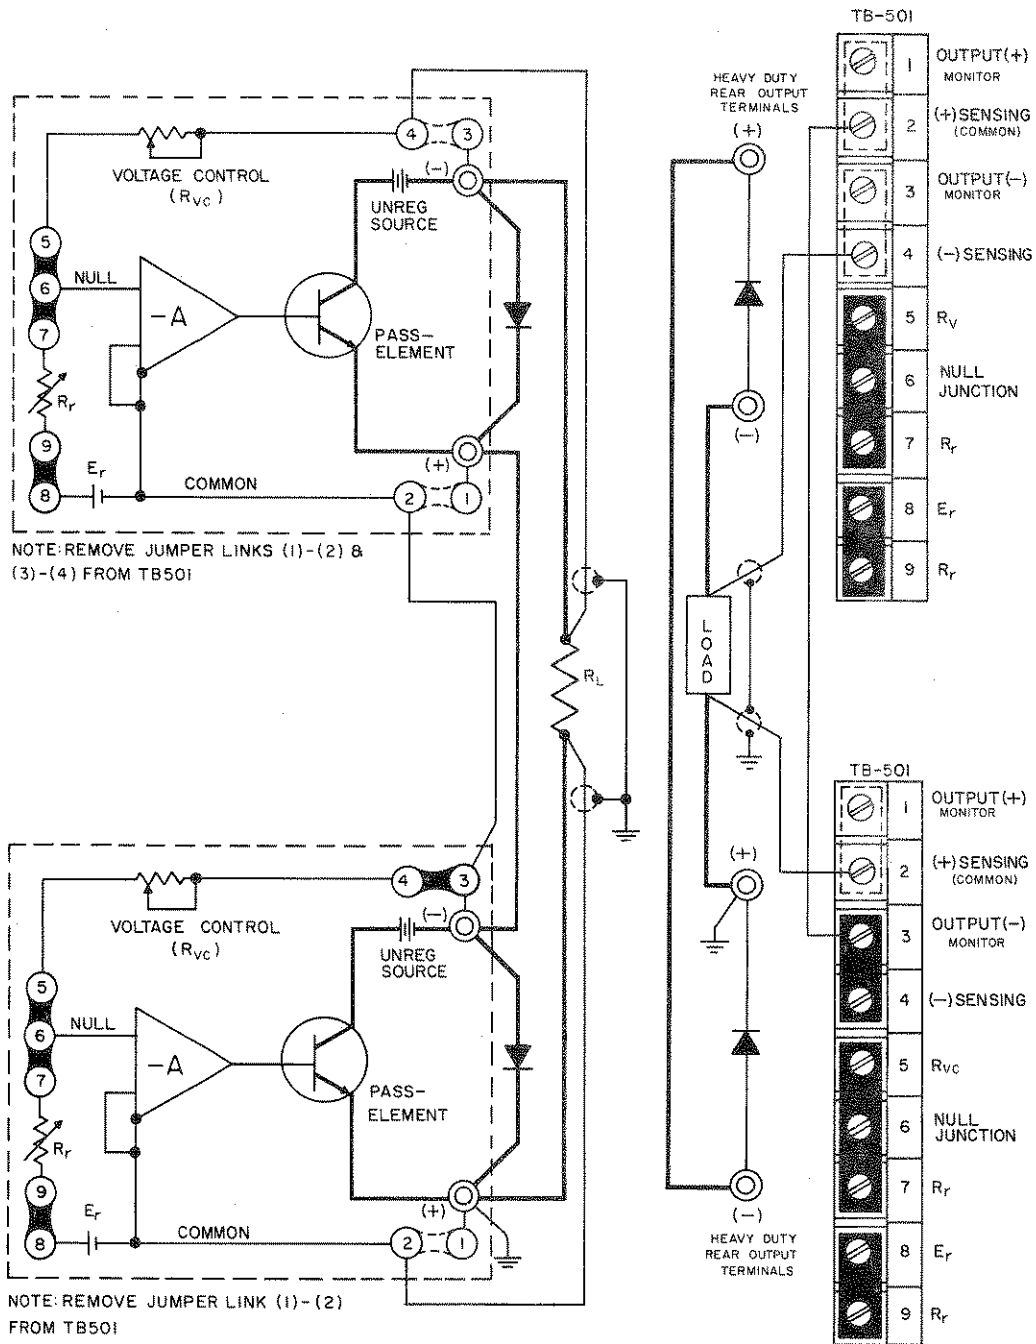 TB-501
1 OUTPUT(+)
MONITOR
2 (+) SENSING
(COMMON)
3 OUTPUT(-)
MONITOR
4 (-) SENSING
5 RV
6 NULL
JUNCTION
7 Rr
8 Er
9 Rr
HEAVY DUTY
REAR OUTPUT
TERMINALS
(+)
(-)
4
3
(-)
VOLTAGE CONTROL
(RVC)
UNREG
SOURCE
5
6
NULL
7
-A
PASS-
ELEMENT
Rr
9
8
Er
COMMON
(+)
2
1
NOTE: REMOVE JUMPER LINKS (1)-(2) &
(3)-(4) FROM TB501
RL
LOAD
4
3
(-)
VOLTAGE CONTROL
(RVC)
UNREG
SOURCE
5
6
NULL
7
-A
PASS-
ELEMENT
Rr
9
8
Er
COMMON
(+)
2
1
NOTE: REMOVE JUMPER LINK (1)-(2)
FROM TB501
(+)
(-)
HEAVY DUTY
REAR OUTPUT
TERMINALS
TB-501
1 OUTPUT(+)
MONITOR
2 (+) SENSING
(COMMON)
3 OUTPUT(-)
MONITOR
4 (-) SENSING
5 RVC
6 NULL
JUNCTION
7 Rr
8 Er
9 Rr